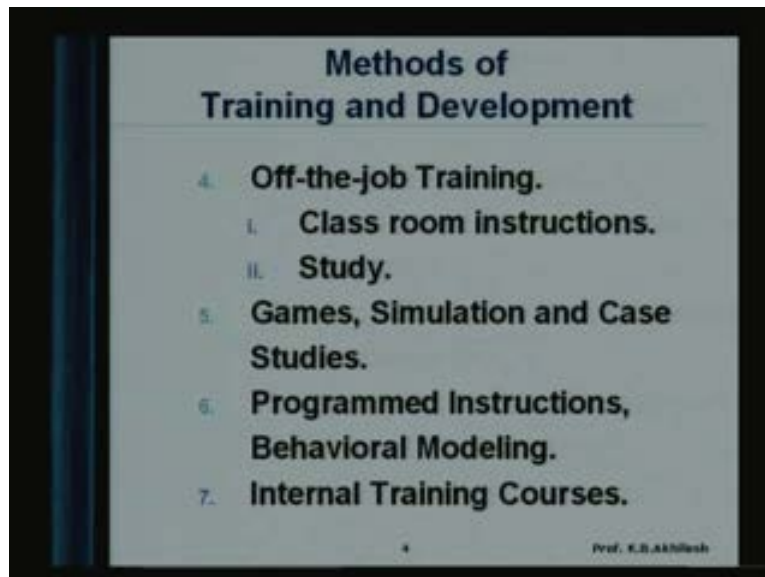 Methods of
Training and Development
4. Off-the-job Training.
i. Class room instructions.
ii. Study.
5. Games, Simulation and Case
Studies.
6. Programmed Instructions,
Behavioral Modeling.
7. Internal Training Courses.
Prof. K.B.Akhilesh